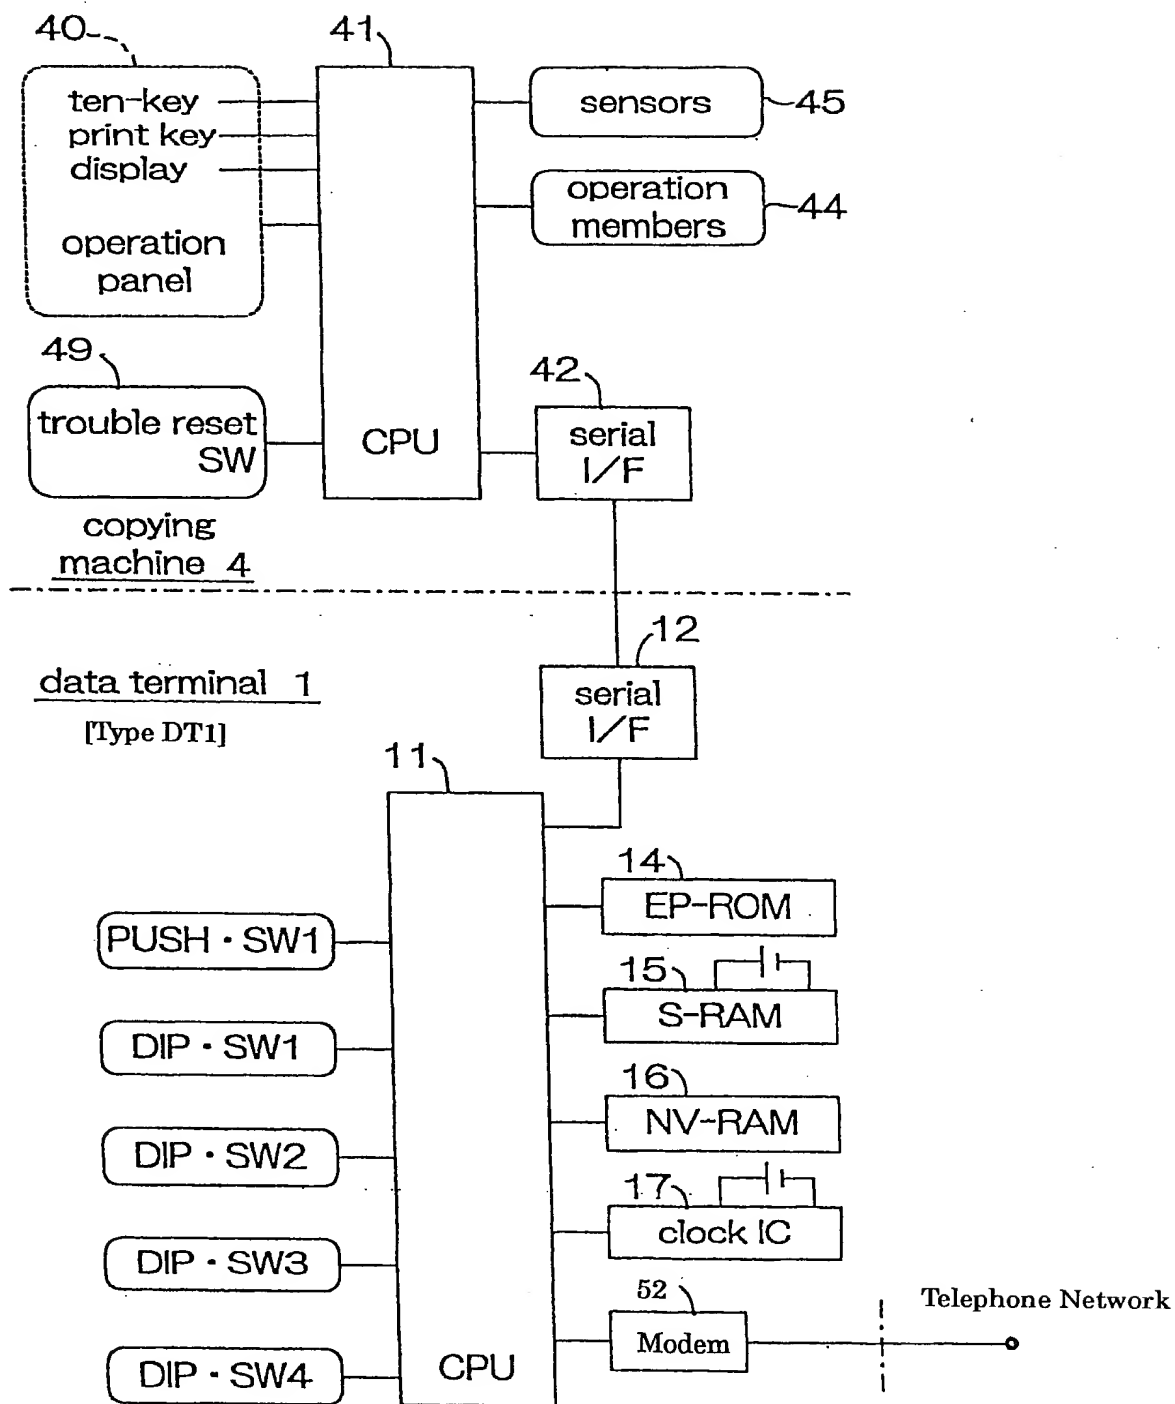 40
41
ten-key
print key
display
operation
panel
sensors
45
operation
members
44
49
trouble reset
SW
CPU
42
serial
I/F
copying
machine 4
12
data terminal 1
[Type DT1]
serial
I/F
11
14
EP-ROM
PUSH・SW1
15
S-RAM
DIP・SW1
16
NV-RAM
DIP・SW2
17
clock IC
DIP・SW3
52
Modem
Telephone Network
DIP・SW4
CPU